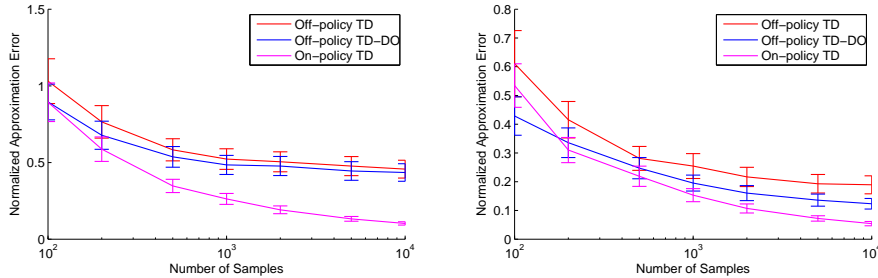 1.5
1
0.5
0
Normalized Approximation Error
Off-policy TD
Off-policy TD-DO
On-policy TD
10^2
10^3
10^4
Number of Samples
0.8
0.7
0.6
0.5
0.4
0.3
0.2
0.1
0
Normalized Approximation Error
Off-policy TD
Off-policy TD-DO
On-policy TD
10^2
10^3
10^4
Number of Samples